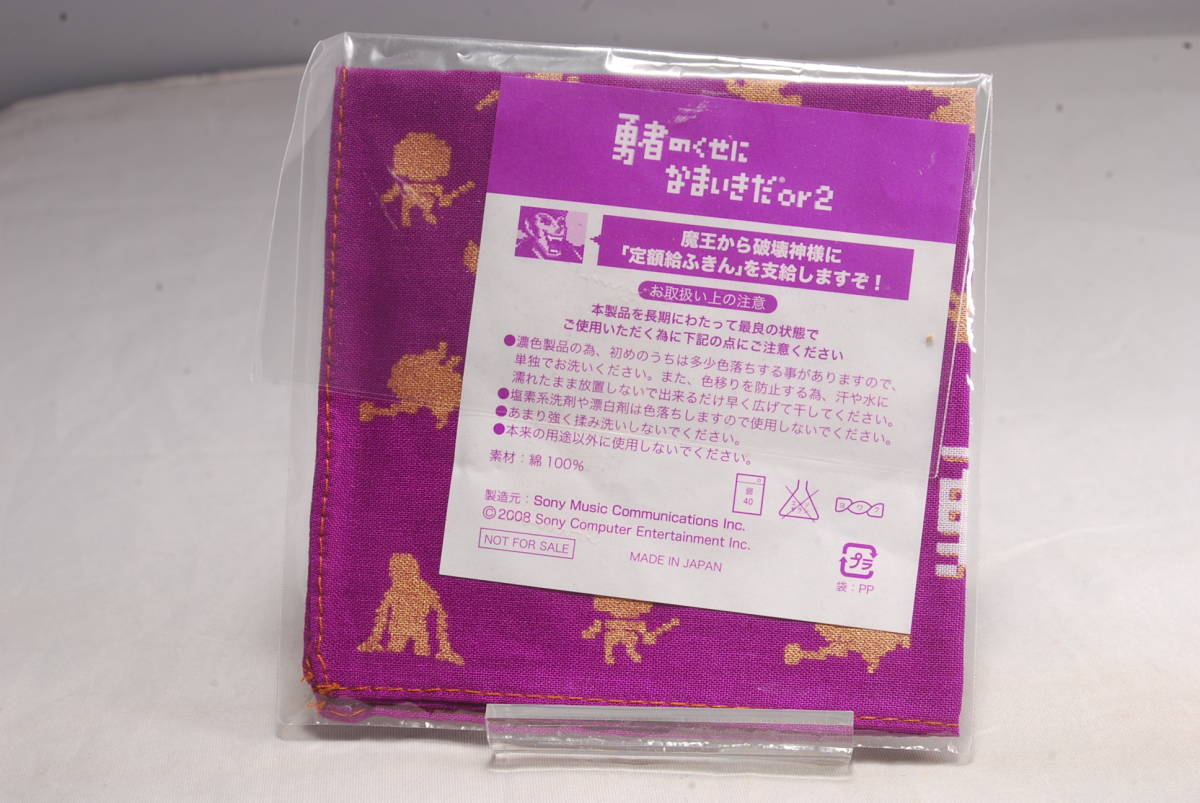 勇者のくせに
なまいきだ。or2
魔王から破壊神様に
「定額給ふきん」を支給しますぞ!
お取扱い上の注意
本製品を長期にわたって最良の状態で
ご使用いただく為に下記の点にご注意ください
●濃色製品の為、初めのうちは多少色落ちする事がありますので、
単独でお洗いください。また、色移りを防止する為、汗や水に
濡れたまま放置しないで出来るだけ早く広げて干してください。
●塩素系洗剤や漂白剤は色落ちしますので使用しないでください。
●あまり強く揉み洗いしないでください。
●本来の用途以外に使用しないでください。
素材:綿100%
弱
40
エンソ
サラシ
ヨワク
製造元:Sony Music Communications Inc.
©2008 Sony Computer Entertainment Inc.
NOT FOR SALE
MADE IN JAPAN
プラ
袋:PP